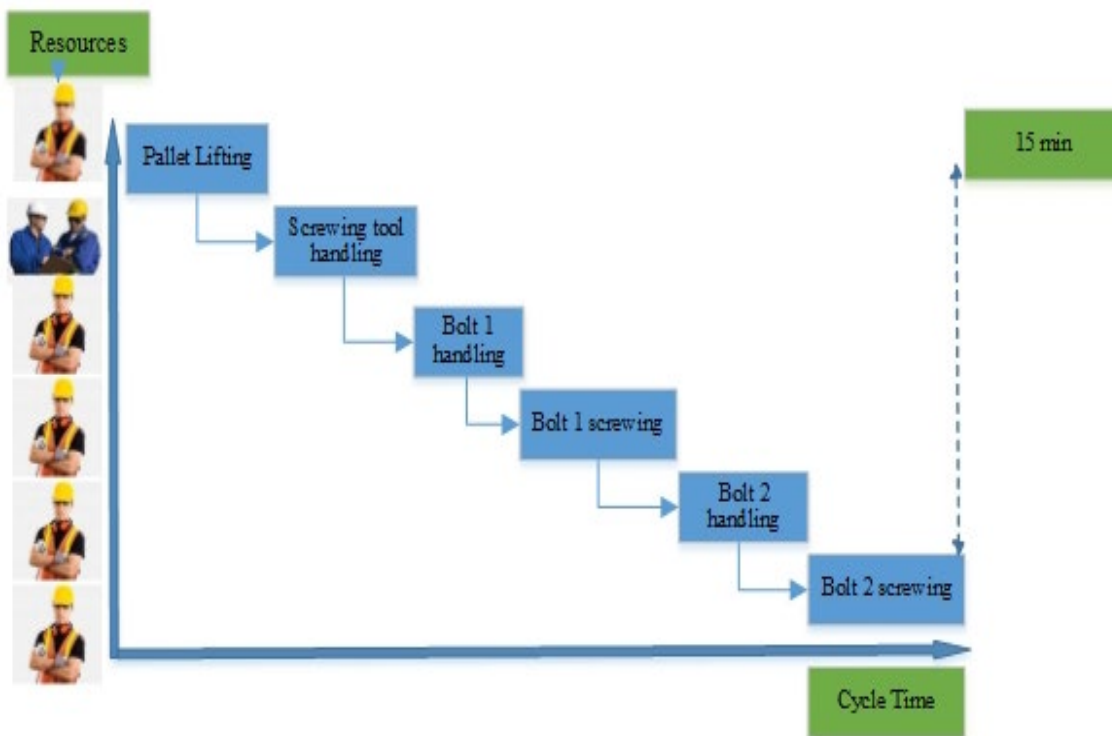 Resources
Pallet Lifting
15 min
Screwing tool
handling
Bolt 1
handling
Bolt 1 screwing
Bolt 2
handling
Bolt 2 screwing
Cycle Time